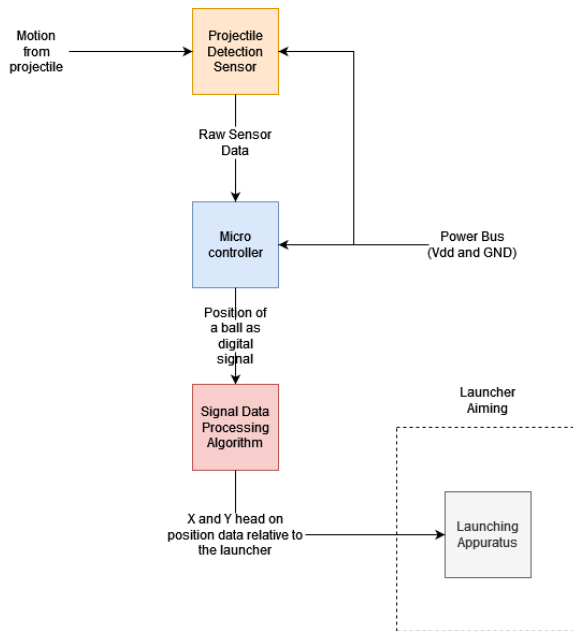 Motion
from
projectile
Projectile
Detection
Sensor
Raw Sensor
Data
Micro
controller
Power Bus
(Vdd and GND)
Position of
a ball as
digital
signal
Signal Data
Processing
Algorithm
Launcher
Aiming
X and Y head on
position data relative to
the launcher
Launching
Appuratus